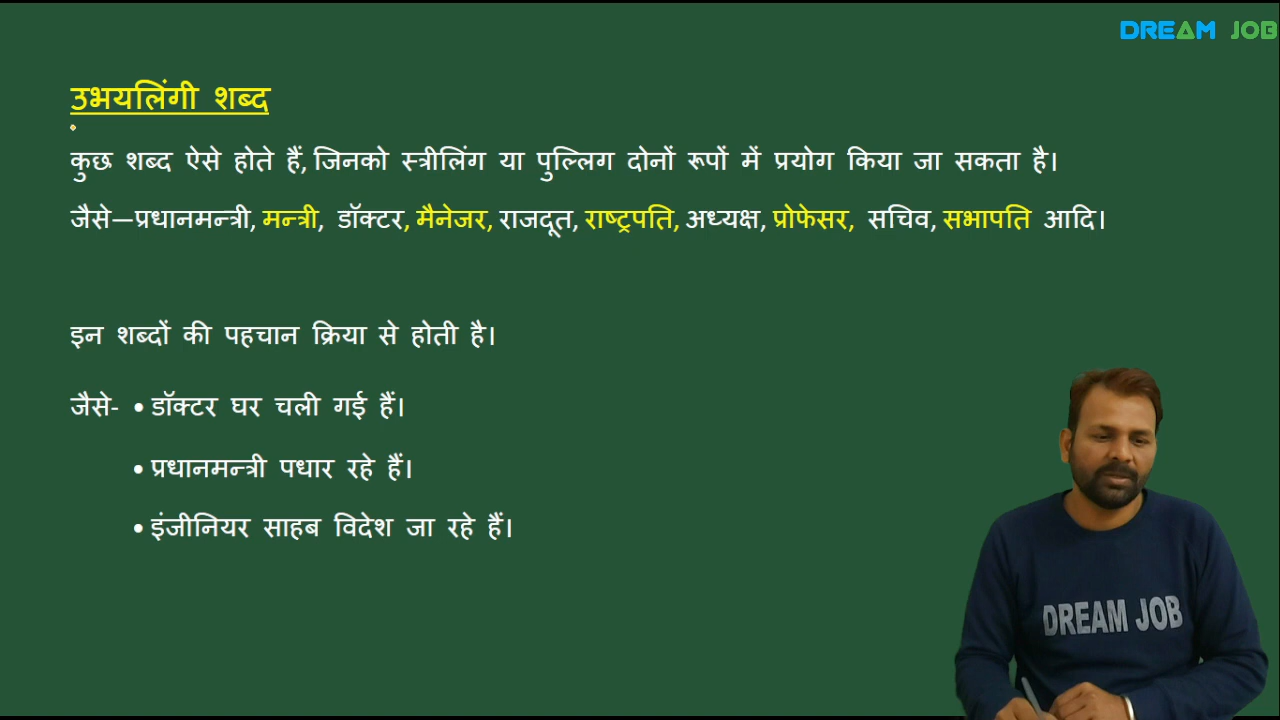 DREAM JOB
उभयलिंगी शब्द
कुछ शब्द ऐसे होते हैं, जिनको स्त्रीलिंग या पुल्लिग दोनों रूपों में प्रयोग किया जा सकता है।
जैसे—प्रधानमन्त्री, मन्त्री, डॉक्टर, मैनेजर, राजदूत, राष्ट्रपति, अध्यक्ष, प्रोफेसर, सचिव, सभापति आदि।
इन शब्दों की पहचान क्रिया से होती है।
जैसे- • डॉक्टर घर चली गई हैं।
• प्रधानमन्त्री पधार रहे हैं।
• इंजीनियर साहब विदेश जा रहे हैं।
DREAM JOB